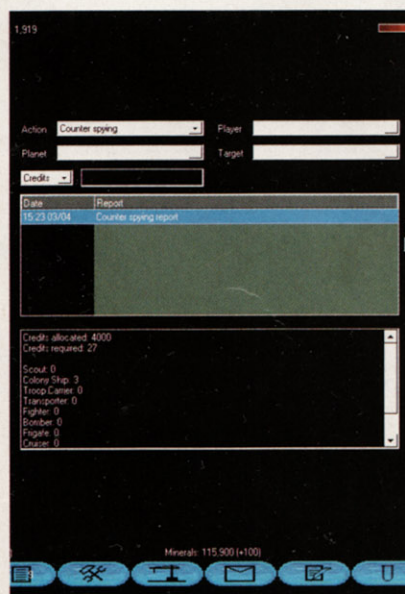 1,919
Action Counter spying Player
Planet Target
Credits
Date Report
15:23 03/04 Counter spying report
Credits allocated: 4000
Credits required: 27
Scout: 0
Colony Ship: 3
Troop Carrier: 0
Transporter: 0
Fighter: 0
Bomber: 0
Frigate: 0
Cruiser: 0
Minerals: 115,900 (+100)